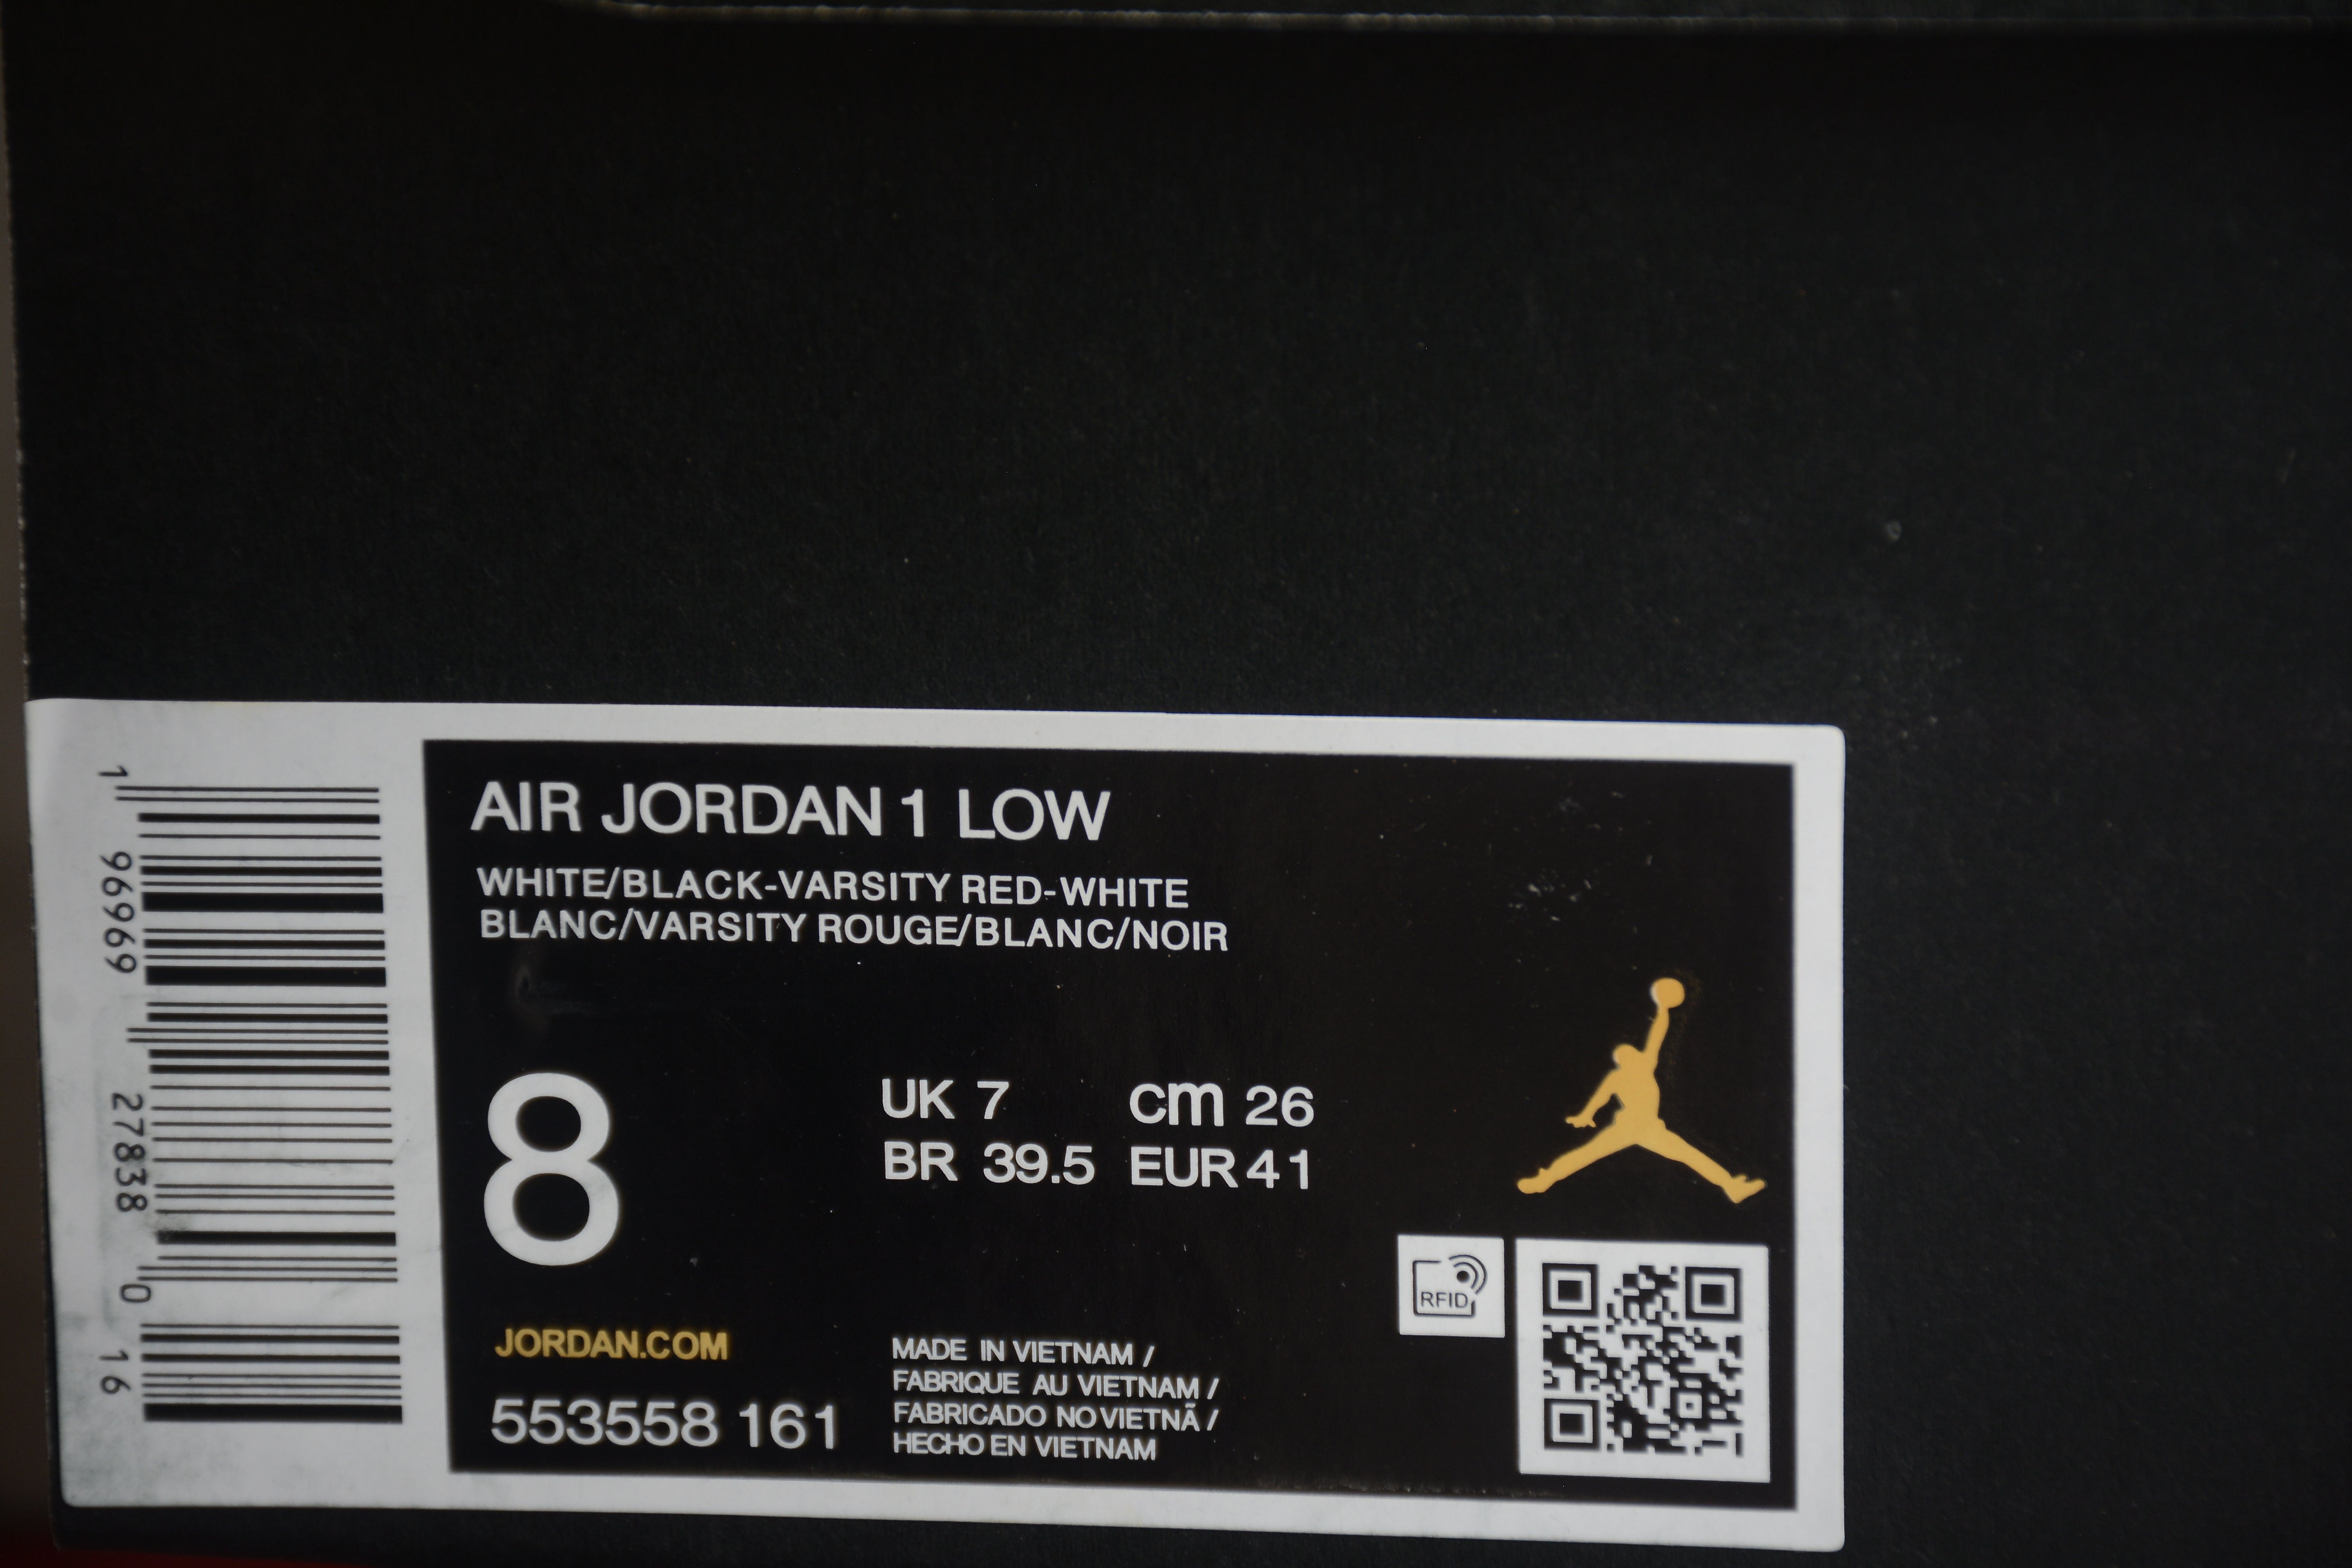 AIR JORDAN 1 LOW
WHITE/BLACK-VARSITY RED-WHITE
BLANC/VARSITY ROUGE/BLANC/NOIR
8
UK 7 cm 26
BR 39.5 EUR 41
JORDAN.COM
553558 161
MADE IN VIETNAM /
FABRIQUE AU VIETNAM /
FABRICADO NO VIETNÃ /
HECHO EN VIETNAM
RFID
1 96969 27838 0 16